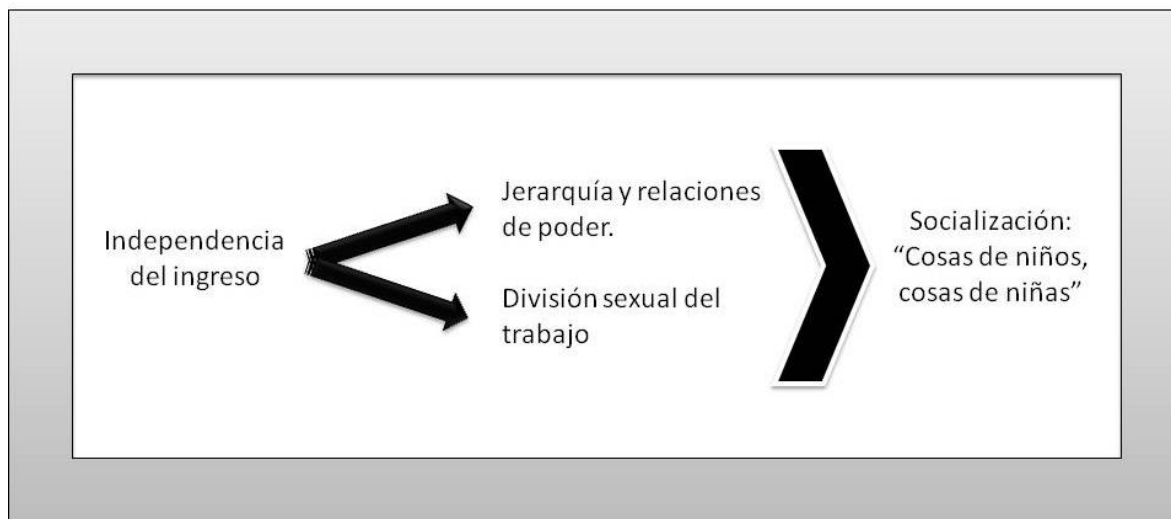 Independencia
del ingreso
Jerarquía y relaciones
de poder.
División sexual del
trabajo
Socialización:
“Cosas de niños,
cosas de niñas”